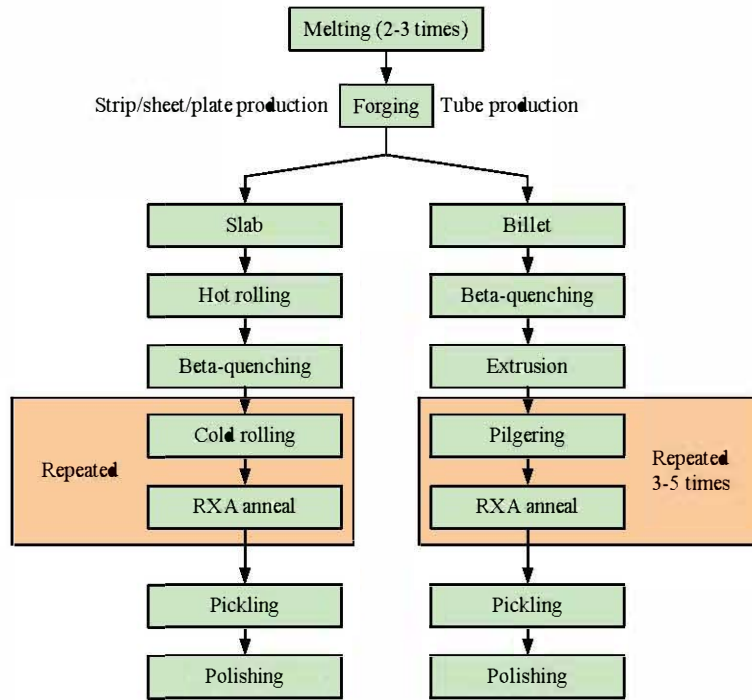 Melting (2-3 times)
Strip/sheet/plate production
Forging
Tube production
Slab
Hot rolling
Beta-quenching
Repeated
Cold rolling
RXA anneal
Pickling
Polishing
Billet
Beta-quenching
Extrusion
Pilgering
RXA anneal
Repeated
3-5 times
Pickling
Polishing